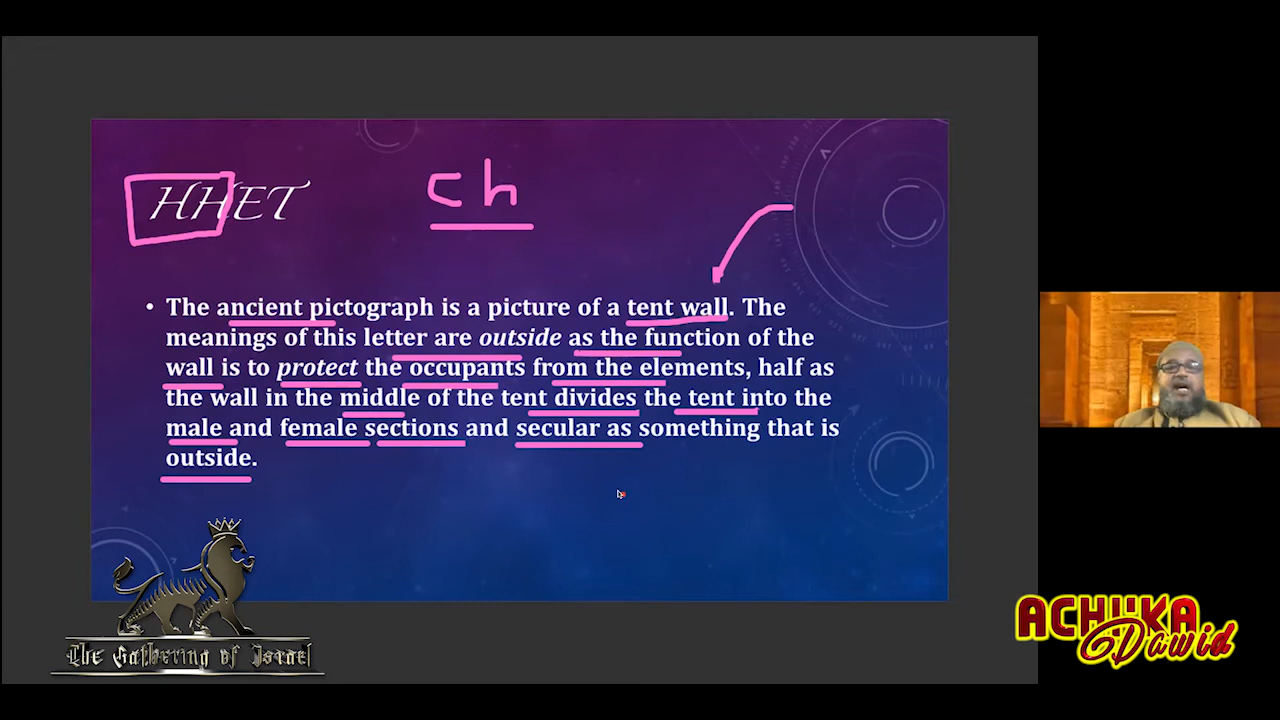 HHET
ch
• The ancient pictograph is a picture of a tent wall. The
meanings of this letter are outside as the function of the
wall is to protect the occupants from the elements, half as
the wall in the middle of the tent divides the tent into the
male and female sections and secular as something that is
outside.
The Gathering of Israel
ACHUKA
Dawid